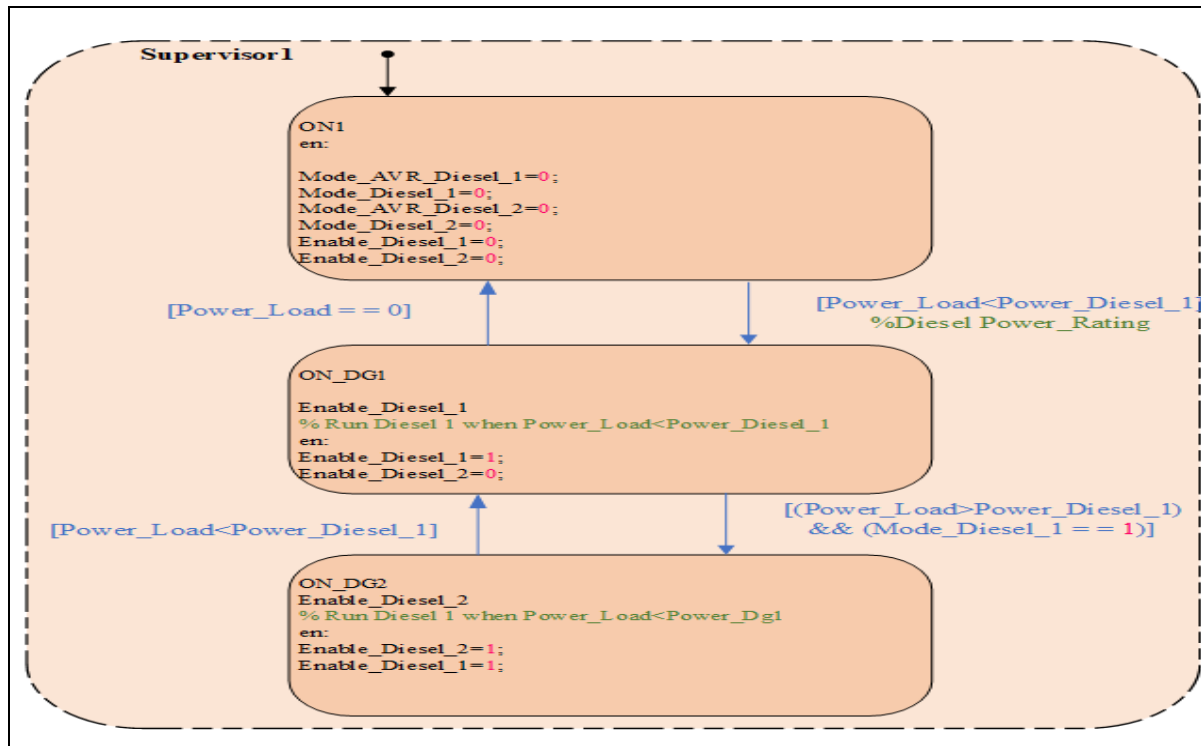 Supervisor1
ON1
en:
Mode_AVR_Diesel_1=0;
Mode_Diesel_1=0;
Mode_AVR_Diesel_2=0;
Mode_Diesel_2=0;
Enable_Diesel_1=0;
Enable_Diesel_2=0;
[Power_Load = = 0]
[Power_Load<Power_Diesel_1]
%Diesel Power_Rating
ON_DG1
Enable_Diesel_1
% Run Diesel 1 when Power_Load<Power_Diesel_1
en:
Enable_Diesel_1=1;
Enable_Diesel_2=0;
[Power_Load<Power_Diesel_1]
[(Power_Load>Power_Diesel_1)
&& (Mode_Diesel_1 = = 1)]
ON_DG2
Enable_Diesel_2
% Run Diesel 1 when Power_Load<Power_Dg1
en:
Enable_Diesel_2=1;
Enable_Diesel_1=1;